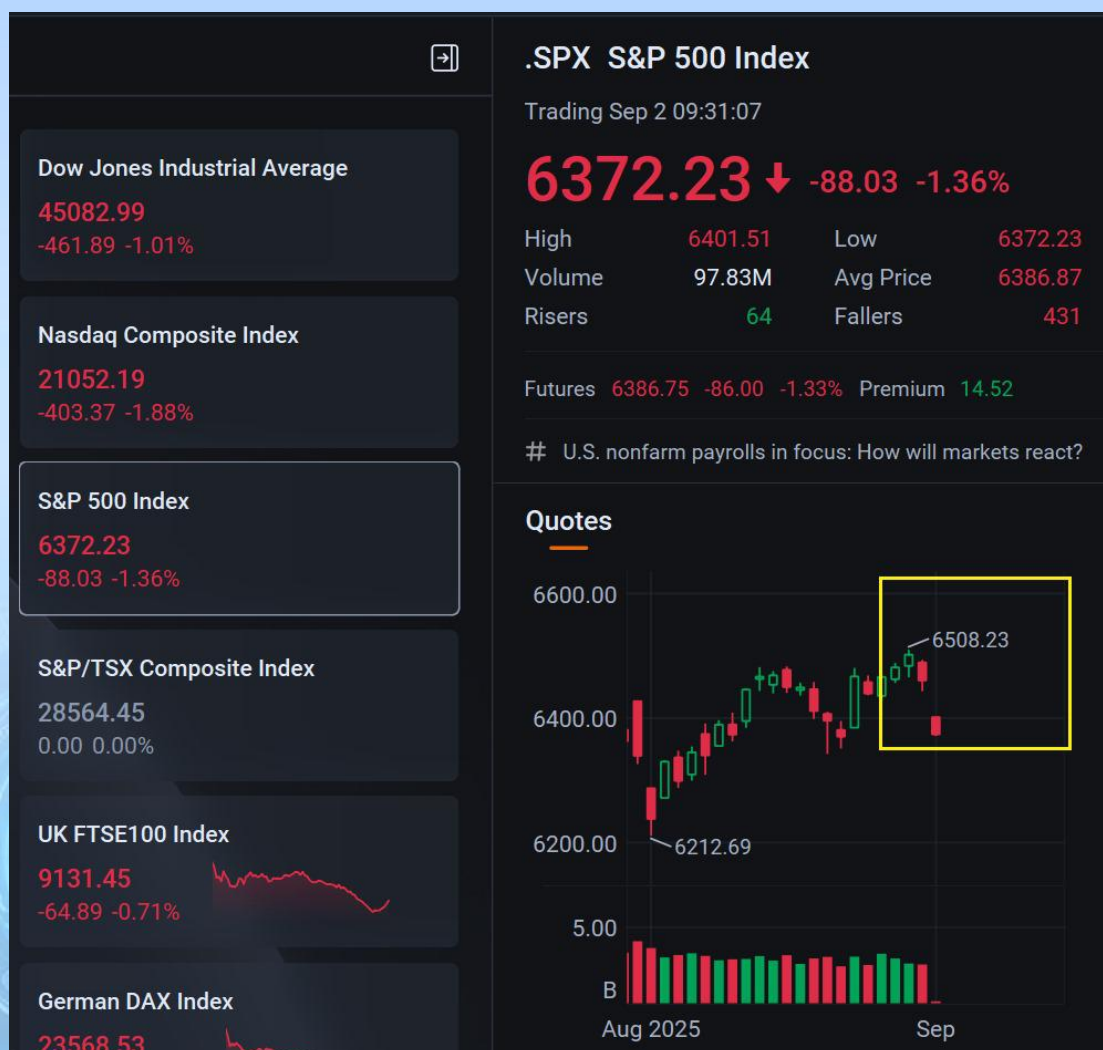 Dow Jones Industrial Average
45082.99
-461.89 -1.01%
Nasdaq Composite Index
21052.19
-403.37 -1.88%
S&P 500 Index
6372.23
-88.03 -1.36%
S&P/TSX Composite Index
28564.45
0.00 0.00%
UK FTSE100 Index
9131.45
-64.89 -0.71%
German DAX Index
23568.53
.SPX S&P 500 Index
Trading Sep 2 09:31:07
6372.23 -88.03 -1.36%
High 6401.51 Low 6372.23
Volume 97.83M Avg Price 6386.87
Risers 64 Fallers 431
Futures 6386.75 -86.00 -1.33% Premium 14.52
# U.S. nonfarm payrolls in focus: How will markets react?
Quotes
6600.00
6508.23
6400.00
6200.00
6212.69
5.00
B
Aug 2025 Sep